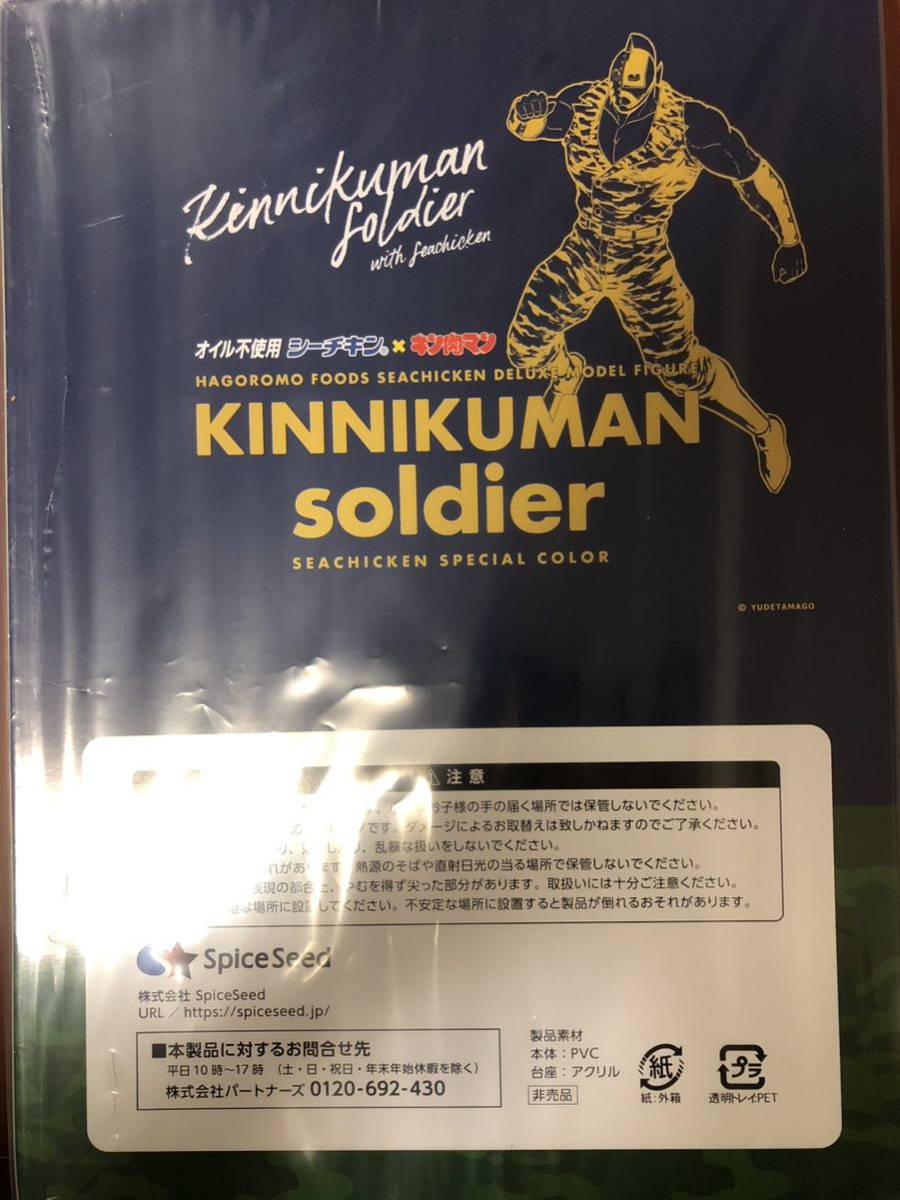 Kinnikuman
Soldier
with Seachicken
オイル不使用 シーチキン® × キン肉マン
HAGOROMO FOODS SEACHICKEN DELUXE MODEL FIGURE
KINNIKUMAN
soldier
SEACHICKEN SPECIAL COLOR
© YUDETAMAGO
⚠ 注意
お子様の手の届く場所では保管しないでください。
です。ダメージによるお取替えは致しかねますのでご了承ください。
乱暴な扱いをしないでください。
れがあります。熱源のそばや直射日光の当る場所で保管しないでください。
表現の都合上、やむを得ず尖った部分があります。取扱いには十分ご注意ください。
な場所に設置してください。不安定な場所に設置すると製品が倒れるおそれがあります。
SpiceSeed
株式会社 SpiceSeed
URL／https://spiceseed.jp/
■本製品に対するお問合せ先
平日10時～17時 （土・日・祝日・年末年始休暇を除く）
株式会社パートナーズ 0120-692-430
製品素材
本体：PVC
台座：アクリル
非売品
紙
紙：外箱
プラ
透明トレイ：PET